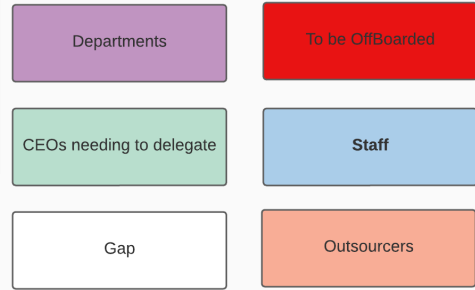 Departments
To be OffBoarded
CEOs needing to delegate
Staff
Gap
Outsourcers